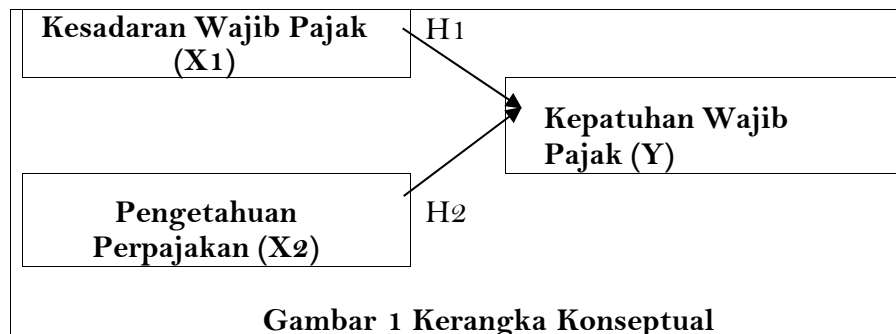 Kesadaran Wajib Pajak
(X1)
H1
Kepatuhan Wajib
Pajak (Y)
Pengetahuan
Perpajakan (X2)
H2
Gambar 1 Kerangka Konseptual